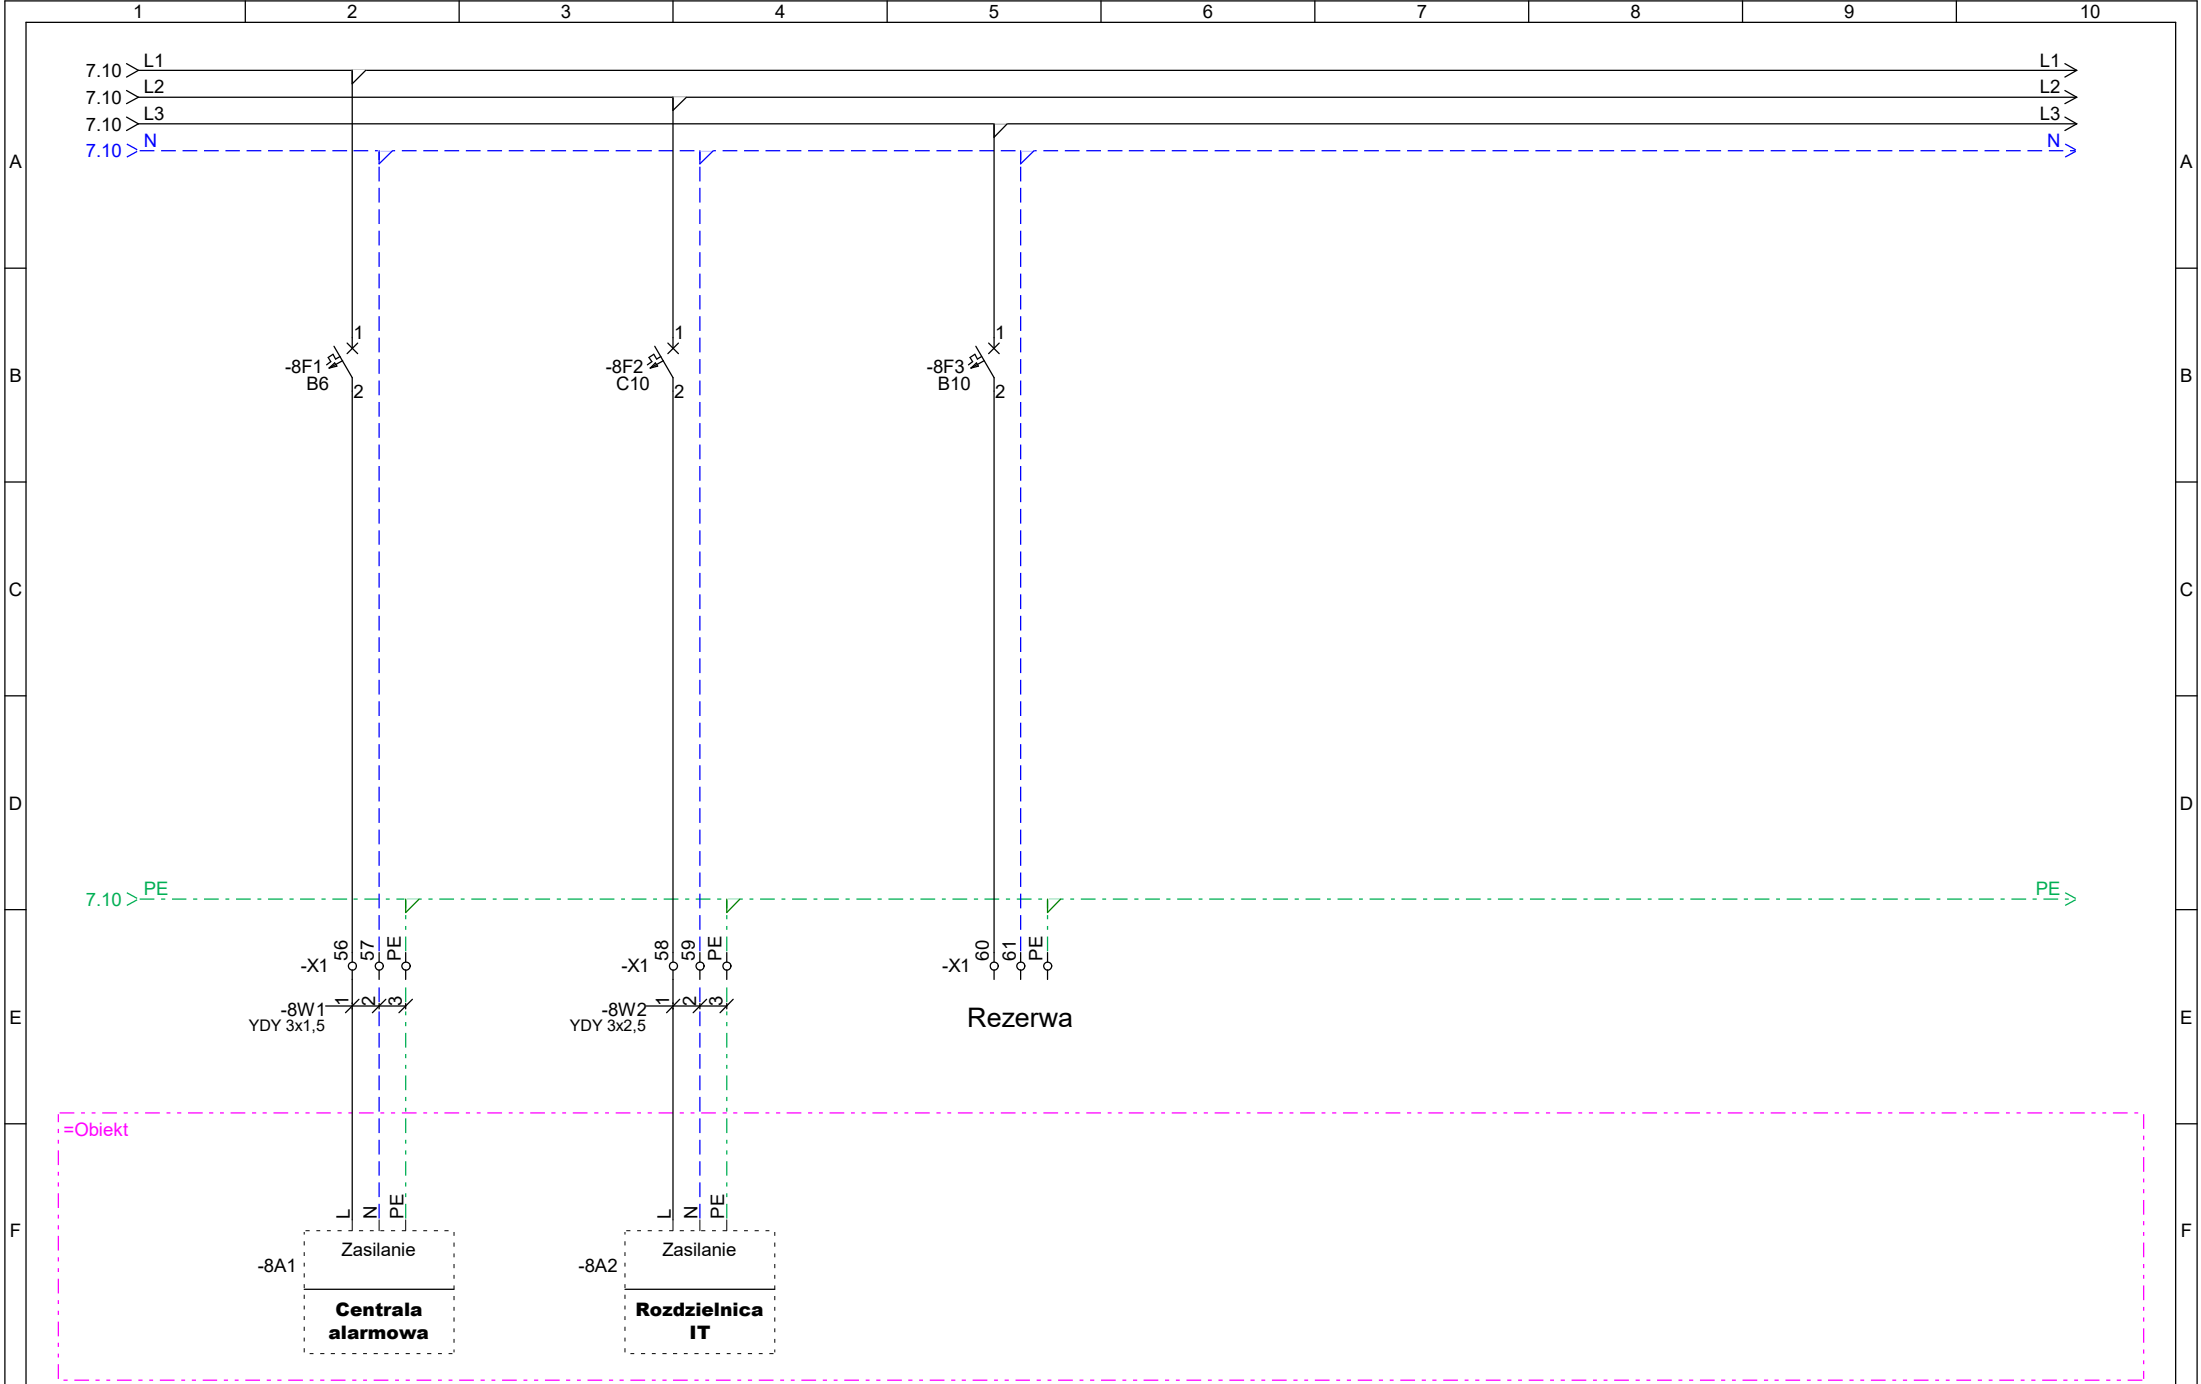 1 2 3 4 5 6 7 8 9 10
7.10 L1 L1
7.10 L2 L2
7.10 L3 L3
7.10 N N
A A
1 1 1
-8F1 -8F2 -8F3
B6 C10 B10
B B
2 2 2
C C
D D
7.10 PE PE
56 57 PE 58 59 PE 60 61 PE
-X1 -X1 -X1
1 2 3 1 2 3
-8W1 -8W2
YDY 3x1,5 YDY 3x2,5
Rezerwa
E E
=Obiekt
L N PE L N PE
F F
Zasilanie Zasilanie
-8A1 -8A2
Centrala Rozdzielnica
alarmowa IT